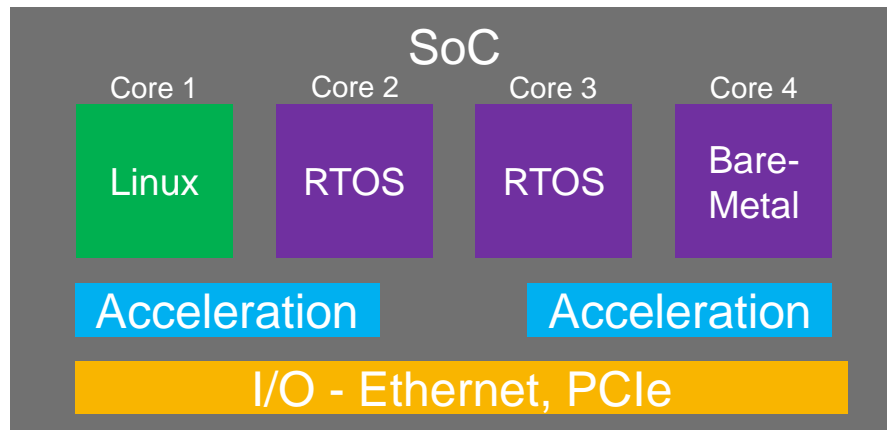 SoC
Core 1 Core 2 Core 3 Core 4
Linux RTOS RTOS Bare-
Metal
Acceleration Acceleration
I/O - Ethernet, PCIe